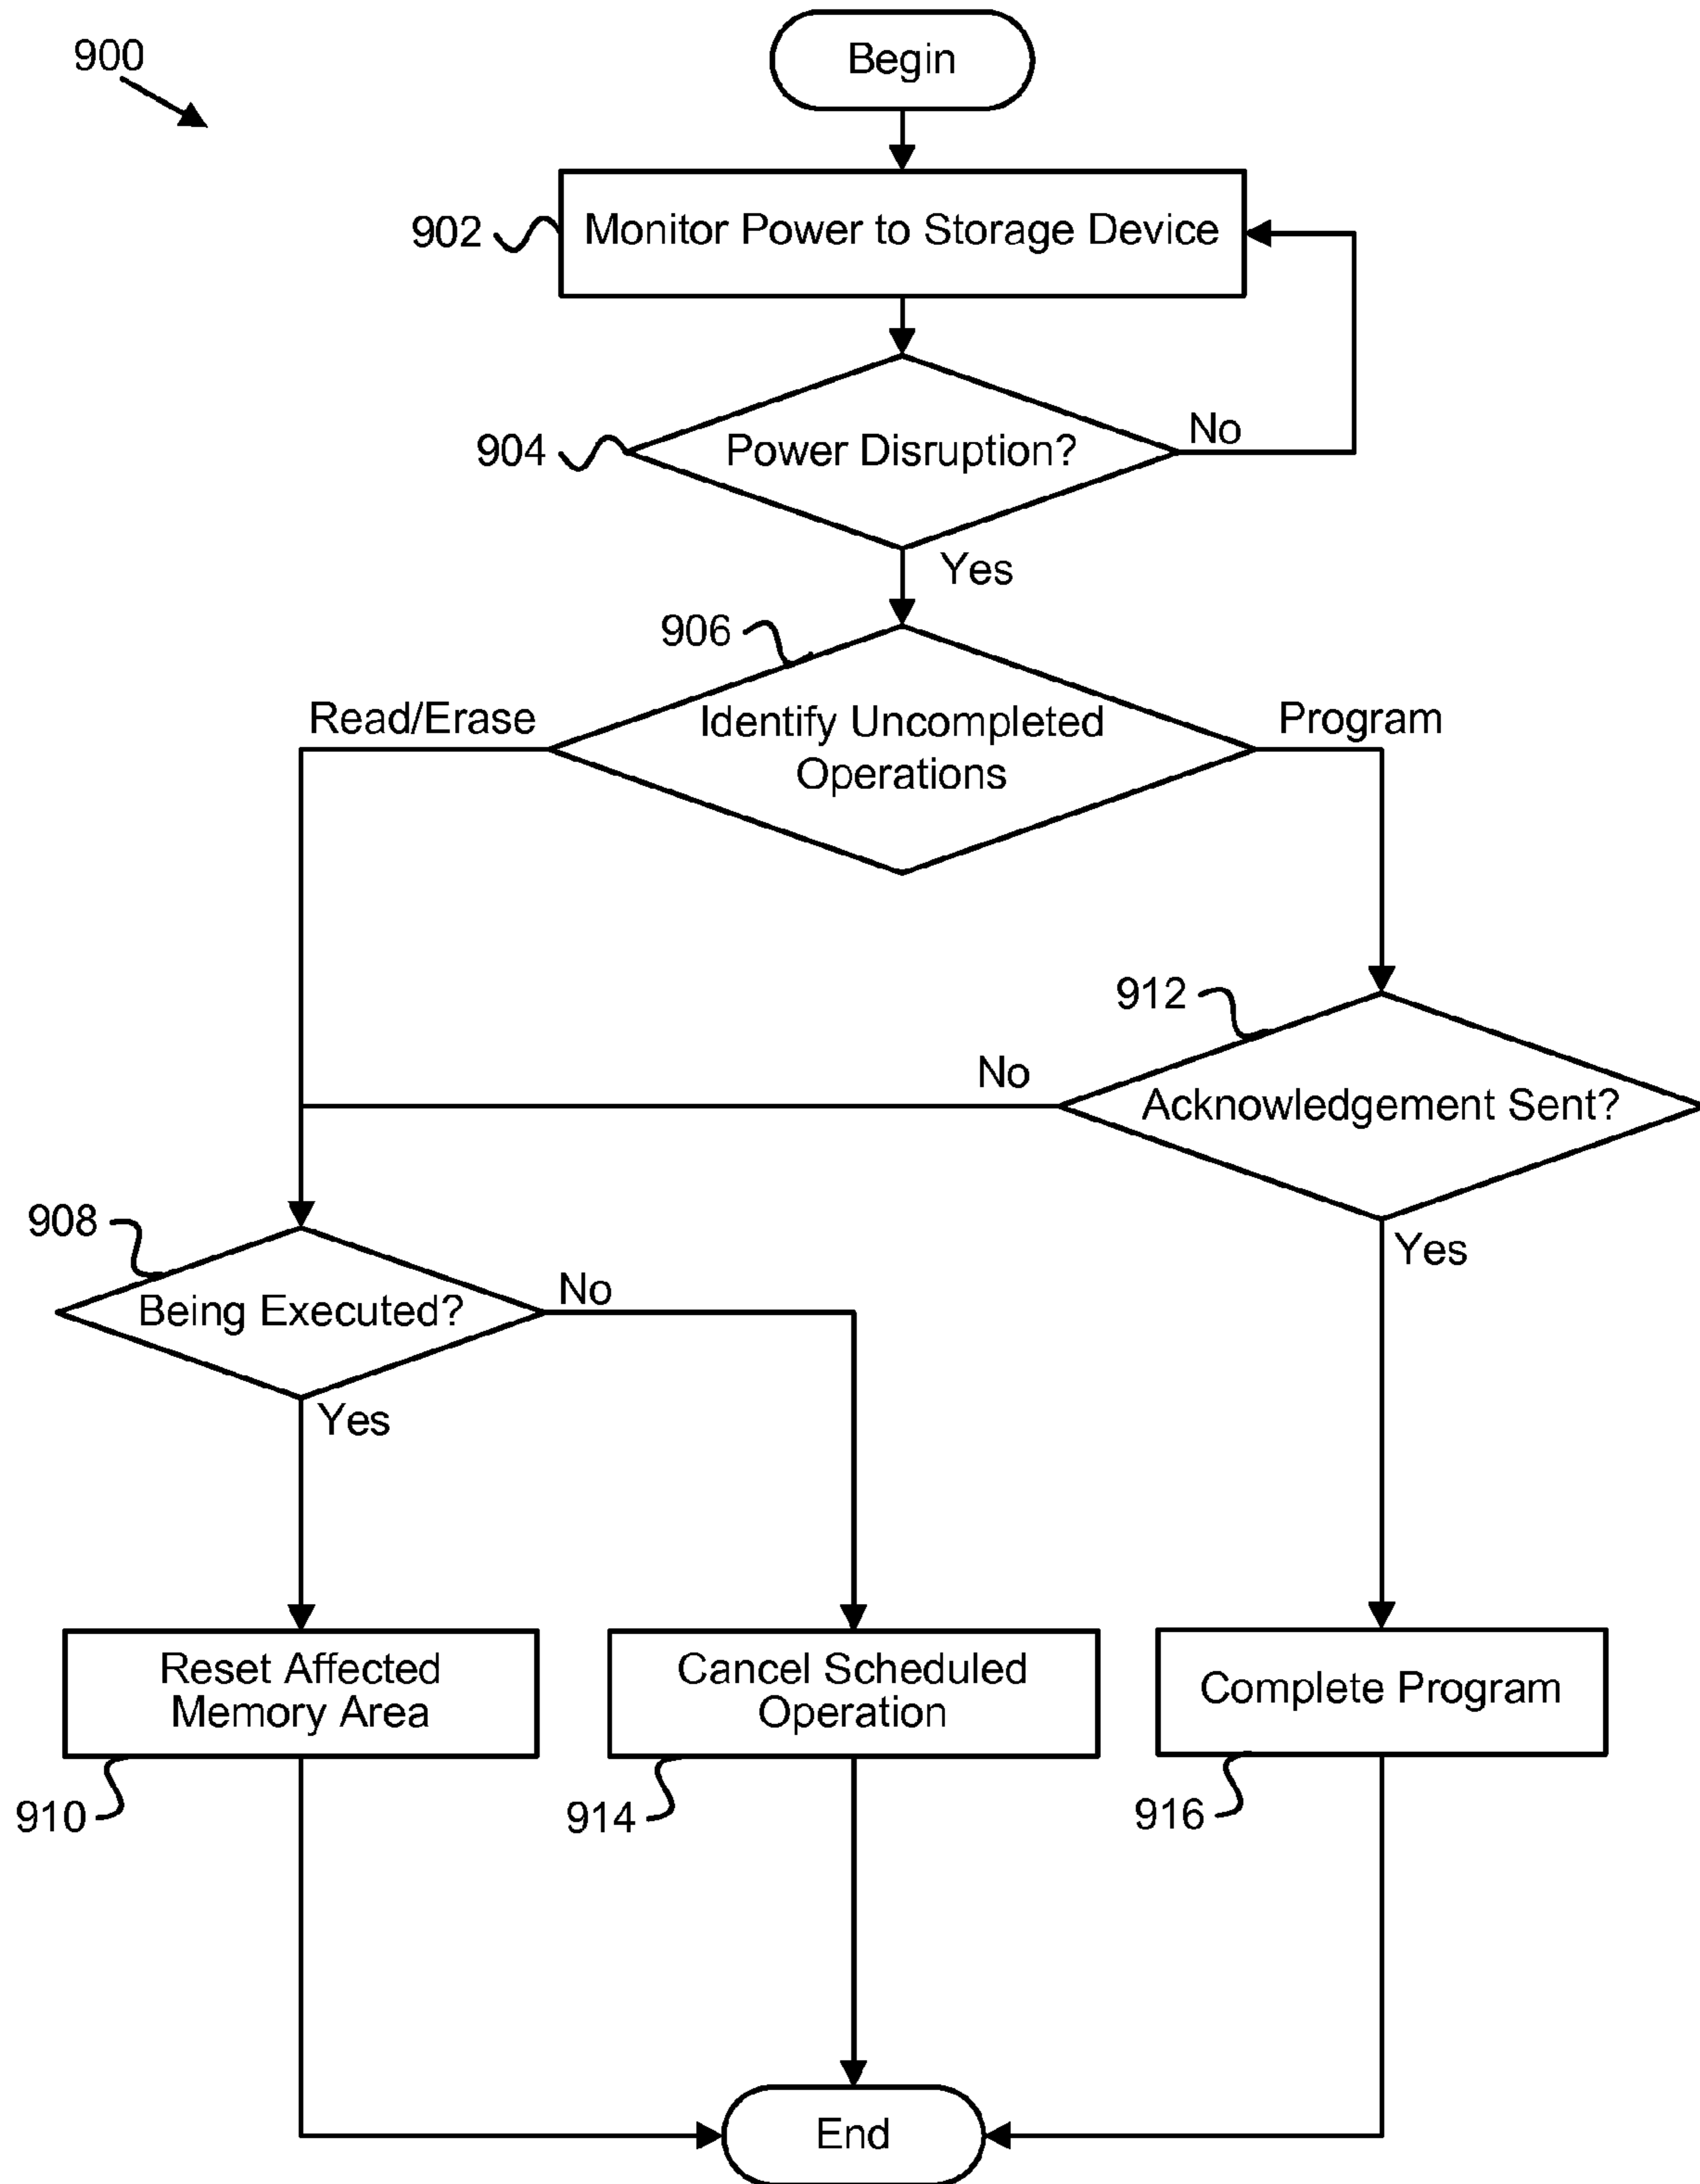 900
Begin
902
Monitor Power to Storage Device
904
Power Disruption?
No
Yes
906
Read/Erase
Identify Uncompleted
Operations
Program
912
No
Acknowledgement Sent?
Yes
908
Being Executed?
No
Yes
Reset Affected
Memory Area
Cancel Scheduled
Operation
Complete Program
910
914
916
End